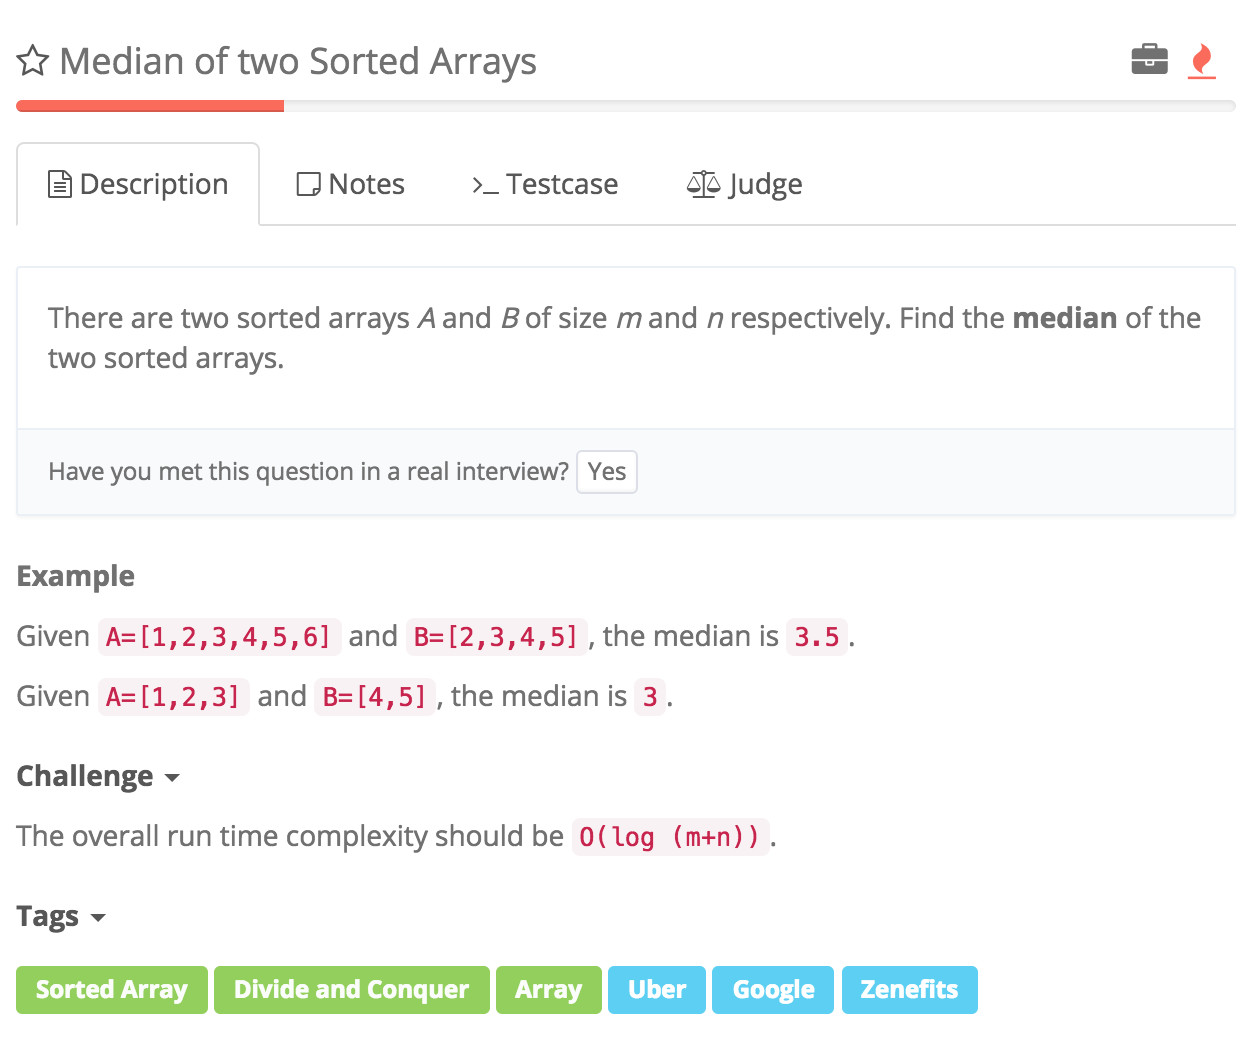 Median of two Sorted Arrays
Description Notes >_ Testcase Judge
There are two sorted arrays A and B of size m and n respectively. Find the median of the
two sorted arrays.
Have you met this question in a real interview? Yes
Example
Given A=[1,2,3,4,5,6] and B=[2,3,4,5], the median is 3.5.
Given A=[1,2,3] and B=[4,5], the median is 3.
Challenge
The overall run time complexity should be O(log (m+n)).
Tags
Sorted Array Divide and Conquer Array Uber Google Zenefits